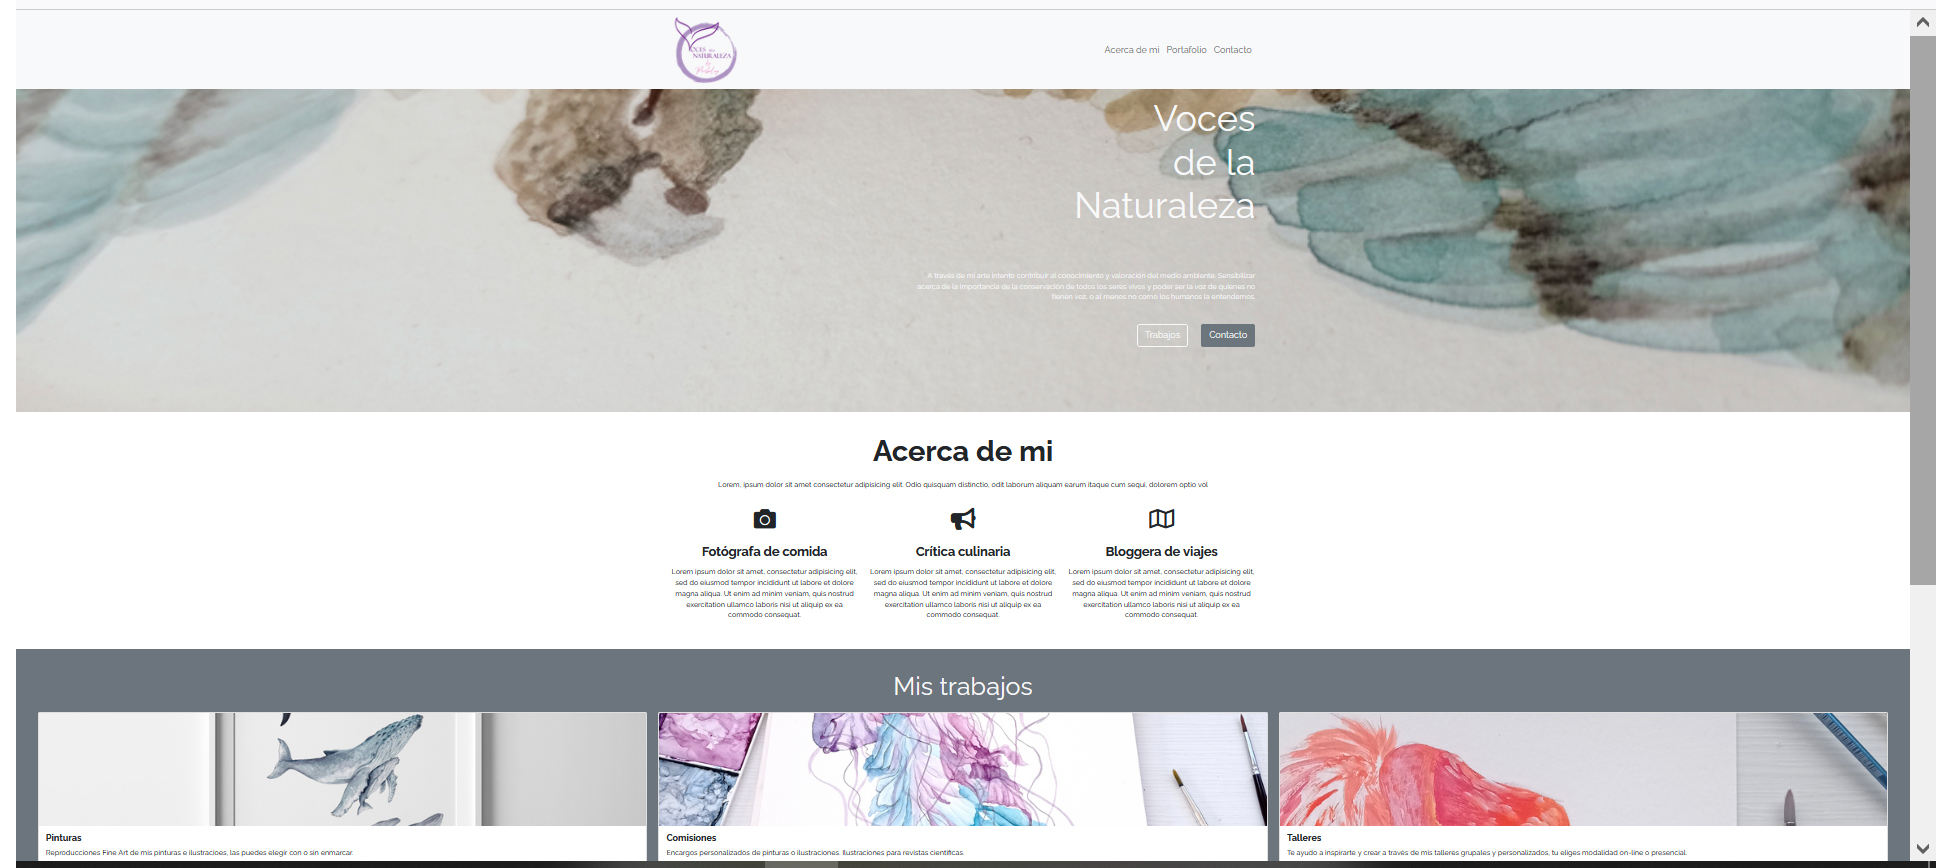 NATURALEZA
Acerca de mi Portafolio Contacto
Voces
de la
Naturaleza
A través de mi arte intento contribuir al conocimiento y valoración del medio ambiente. Sensibilizar
acerca de la importancia de la conservación de todos los seres vivos y poder ser la voz de quienes no
tienen voz, o al menos no como los humanos la entendemos.
Trabajos Contacto
Acerca de mi
Lorem, ipsum dolor sit amet consectetur adipisicing elit. Odio quisquam distinctio, odit laborum aliquam earum itaque cum sequi, dolorem optio vol
Fotógrafa de comida
Lorem ipsum dolor sit amet, consectetur adipisicing elit,
sed do eiusmod tempor incididunt ut labore et dolore
magna aliqua. Ut enim ad minim veniam, quis nostrud
exercitation ullamco laboris nisi ut aliquip ex ea
commodo consequat.
Crítica culinaria
Lorem ipsum dolor sit amet, consectetur adipisicing elit,
sed do eiusmod tempor incididunt ut labore et dolore
magna aliqua. Ut enim ad minim veniam, quis nostrud
exercitation ullamco laboris nisi ut aliquip ex ea
commodo consequat.
Bloggera de viajes
Lorem ipsum dolor sit amet, consectetur adipisicing elit,
sed do eiusmod tempor incididunt ut labore et dolore
magna aliqua. Ut enim ad minim veniam, quis nostrud
exercitation ullamco laboris nisi ut aliquip ex ea
commodo consequat.
Mis trabajos
Pinturas
Reproducciones Fine Art de mis pinturas e ilustracioes, las puedes elegir con o sin enmarcar.
Comisiones
Encargos personalizados de pinturas o ilustraciones. Ilustraciones para revistas científicas.
Talleres
Te ayudo a inspirarte y crear a través de mis talleres grupales y personalizados, tu eliges modalidad on-line o presencial.